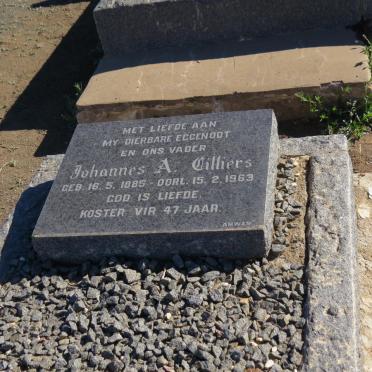 MET LIEFDE AAN
MY DIERBARE EGGENOOT
EN ONS VADER
Johannes A. Cilliers
GEB. 16.5.1885 - OORL. 15.2.1963
GOD IS LIEFDE
KOSTER VIR 47 JAAR.